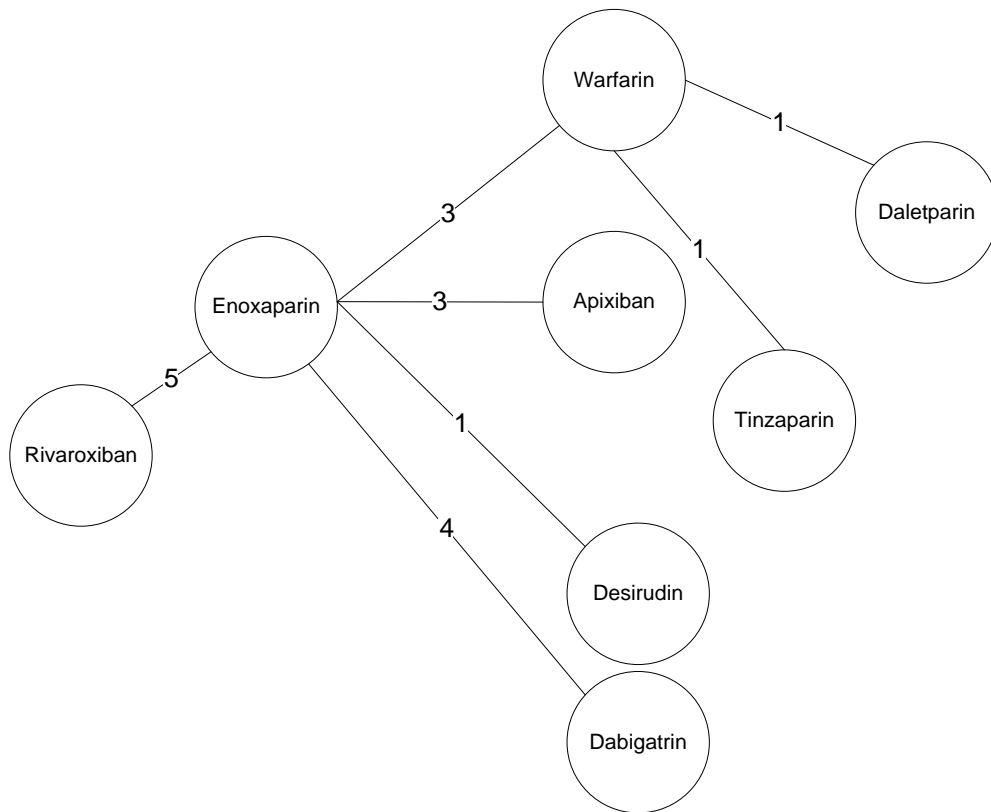 Warfarin
1
Daletparin
3
1
Enoxaparin
3
Apixiban
5
1
Tinzaparin
Rivaroxiban
4
Desirudin
Dabigatrin